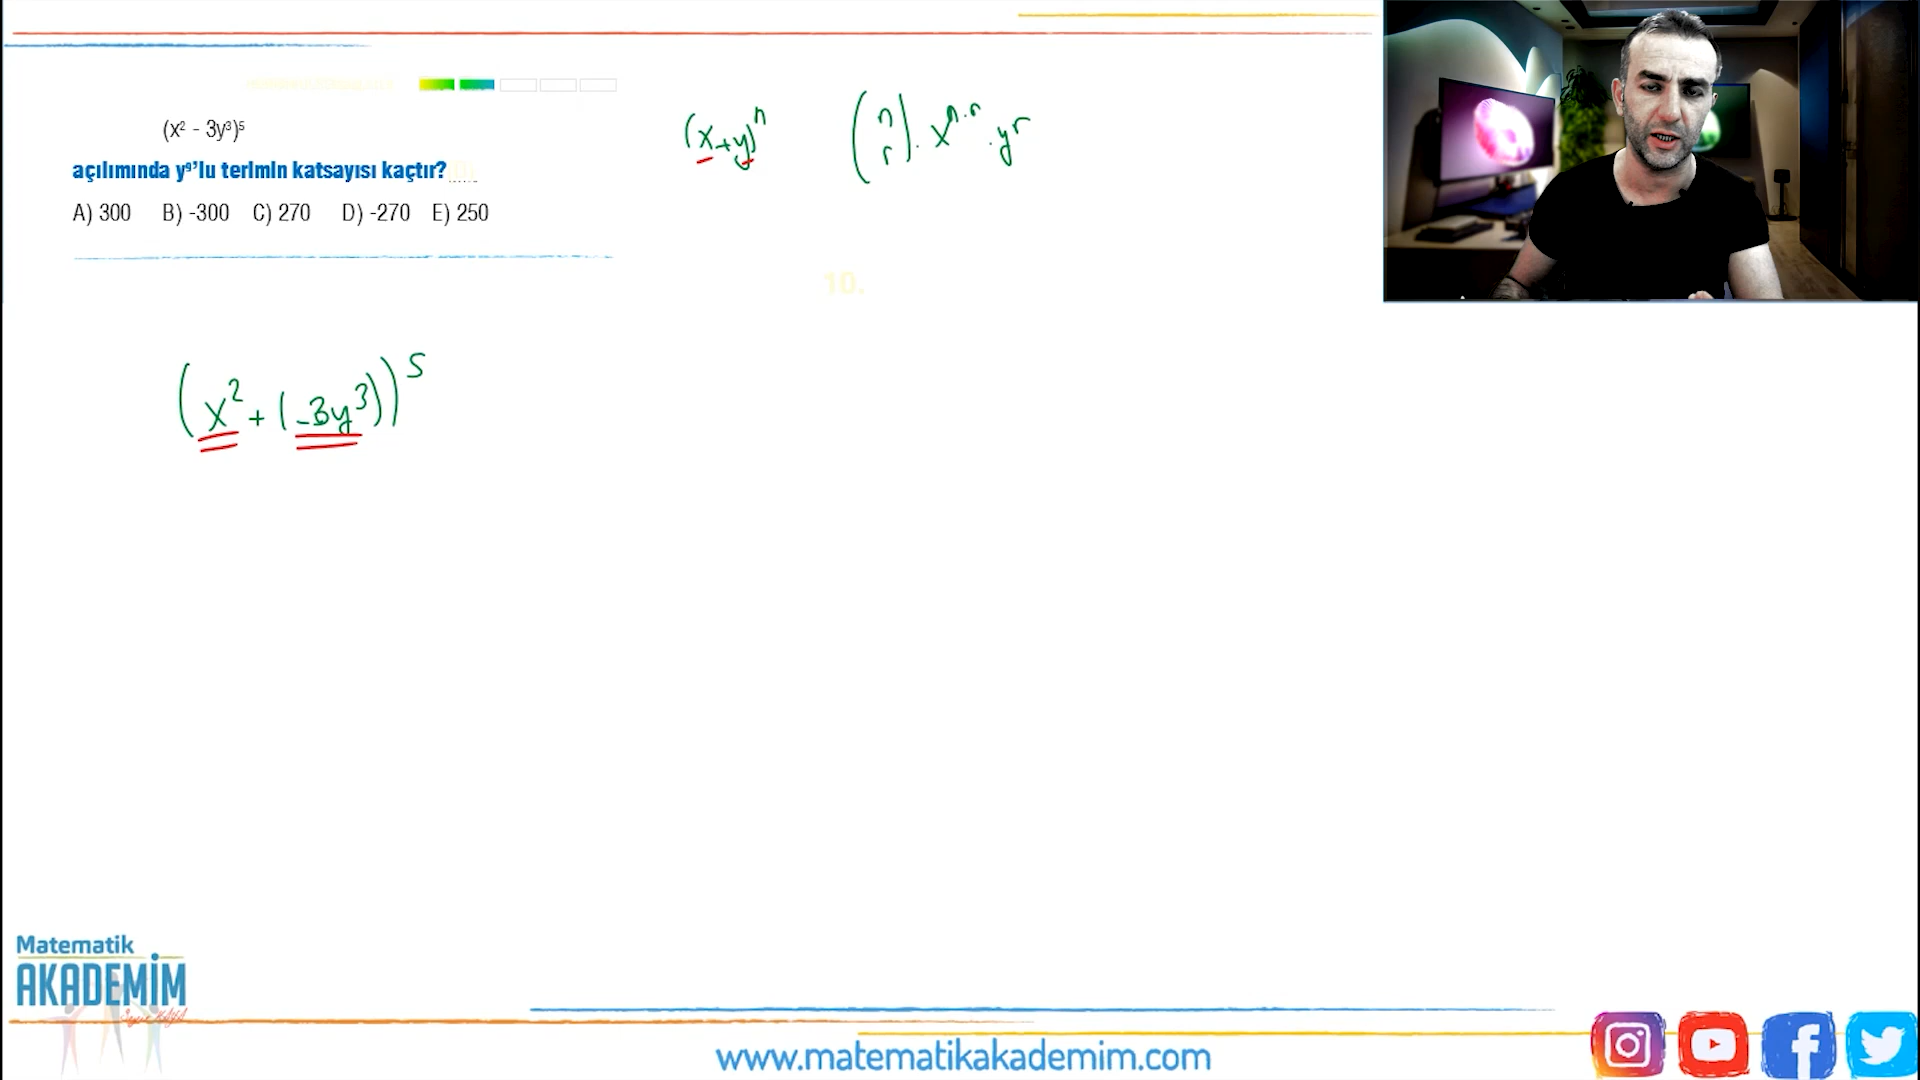 (x² - 3y³)⁵
açılımında y⁹'lu terimin katsayısı kaçtır?
A) 300 B) -300 C) 270 D) -270 E) 250
(x+y)ⁿ (n r) . xⁿ⁻ʳ . yʳ
10.
(x² + (-3y³))⁵
Matematik
AKADEMİM
www.matematikakademim.com